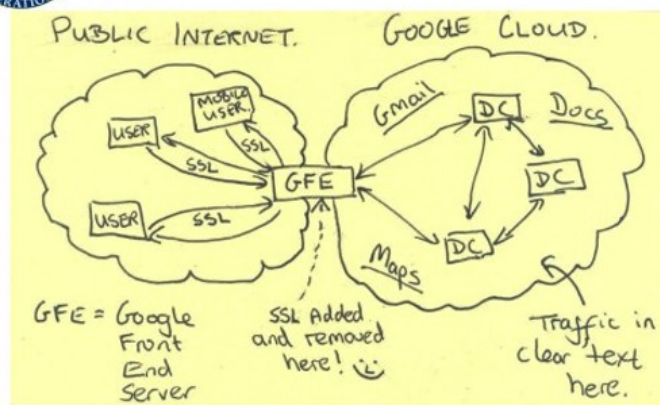 RATIO
PUBLIC INTERNET.
GOOGLE CLOUD.
MOBILE
USER.
USER
SSL
SSL
USER
SSL
GFE
Gmail
DC
Docs
DC
DC
Maps
GFE = Google
Front
End
Server
SSL Added
and removed
here!
Traffic in
clear text
here.